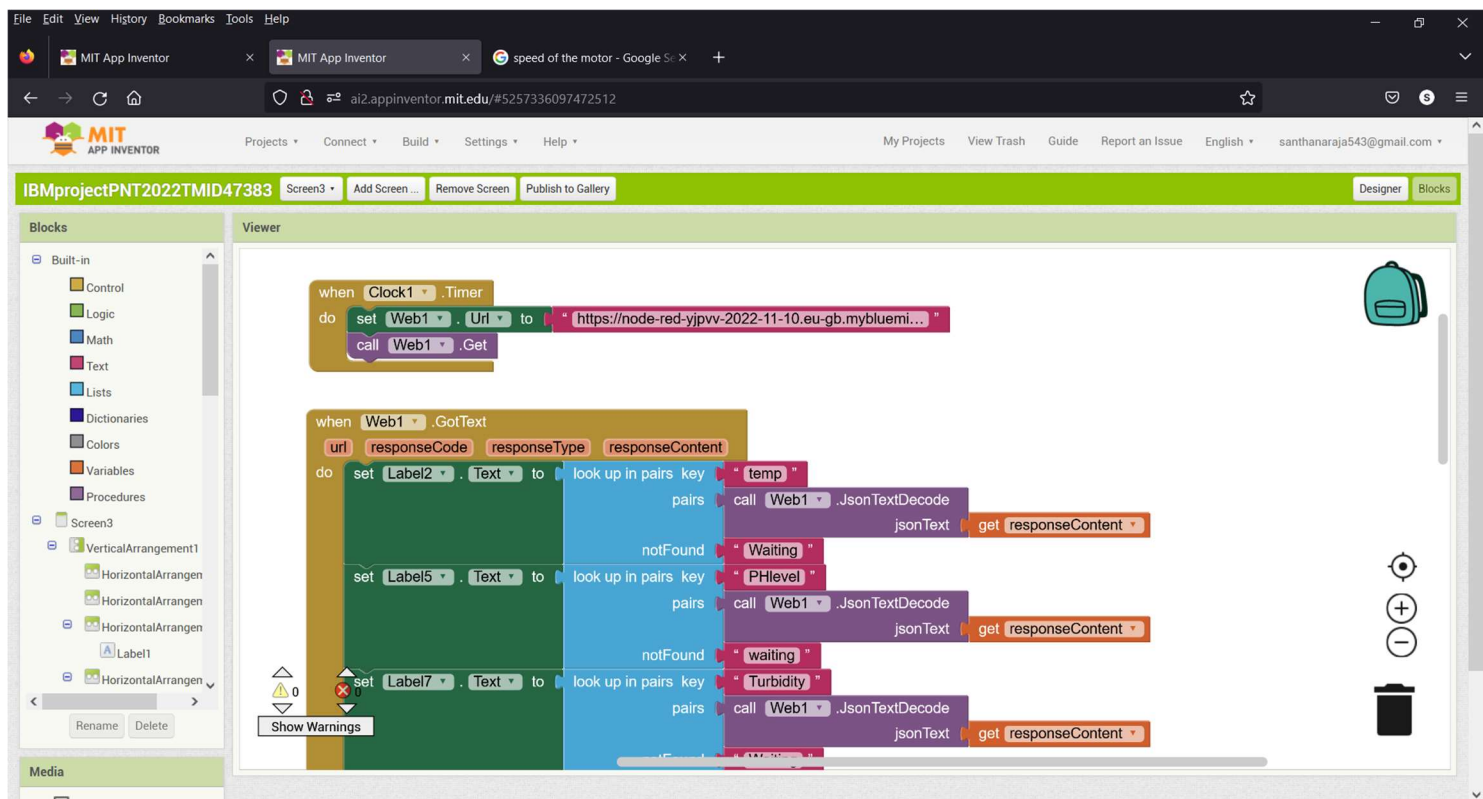 File Edit View History Bookmarks Tools Help
MIT App Inventor MIT App Inventor speed of the motor - Google Se
ai2.appinventor.mit.edu/#5257336097472512 S
MIT APP INVENTOR Projects Connect Build Settings Help My Projects View Trash Guide Report an Issue English santhanaraja543@gmail.com
IBMprojectPNT2022TMID47383 Screen3 Add Screen ... Remove Screen Publish to Gallery Designer Blocks
Blocks
Built-in
Control
Logic
Math
Text
Lists
Dictionaries
Colors
Variables
Procedures
Screen3
VerticalArrangement1
HorizontalArrangen
HorizontalArrangen
HorizontalArrangen
A Label1
HorizontalArrangen
Rename Delete
Media
Viewer
when Clock1 .Timer
do set Web1 . Url to " https://node-red-yjpvv-2022-11-10.eu-gb.mybluemi... "
call Web1 .Get
when Web1 .GotText
url responseCode responseType responseContent
do set Label2 . Text to look up in pairs key " temp "
pairs call Web1 .JsonTextDecode
jsonText get responseContent
notFound " Waiting "
set Label5 . Text to look up in pairs key " PHlevel "
pairs call Web1 .JsonTextDecode
jsonText get responseContent
notFound " waiting "
set Label7 . Text to look up in pairs key " Turbidity "
pairs call Web1 .JsonTextDecode
jsonText get responseContent
0 0
Show Warnings